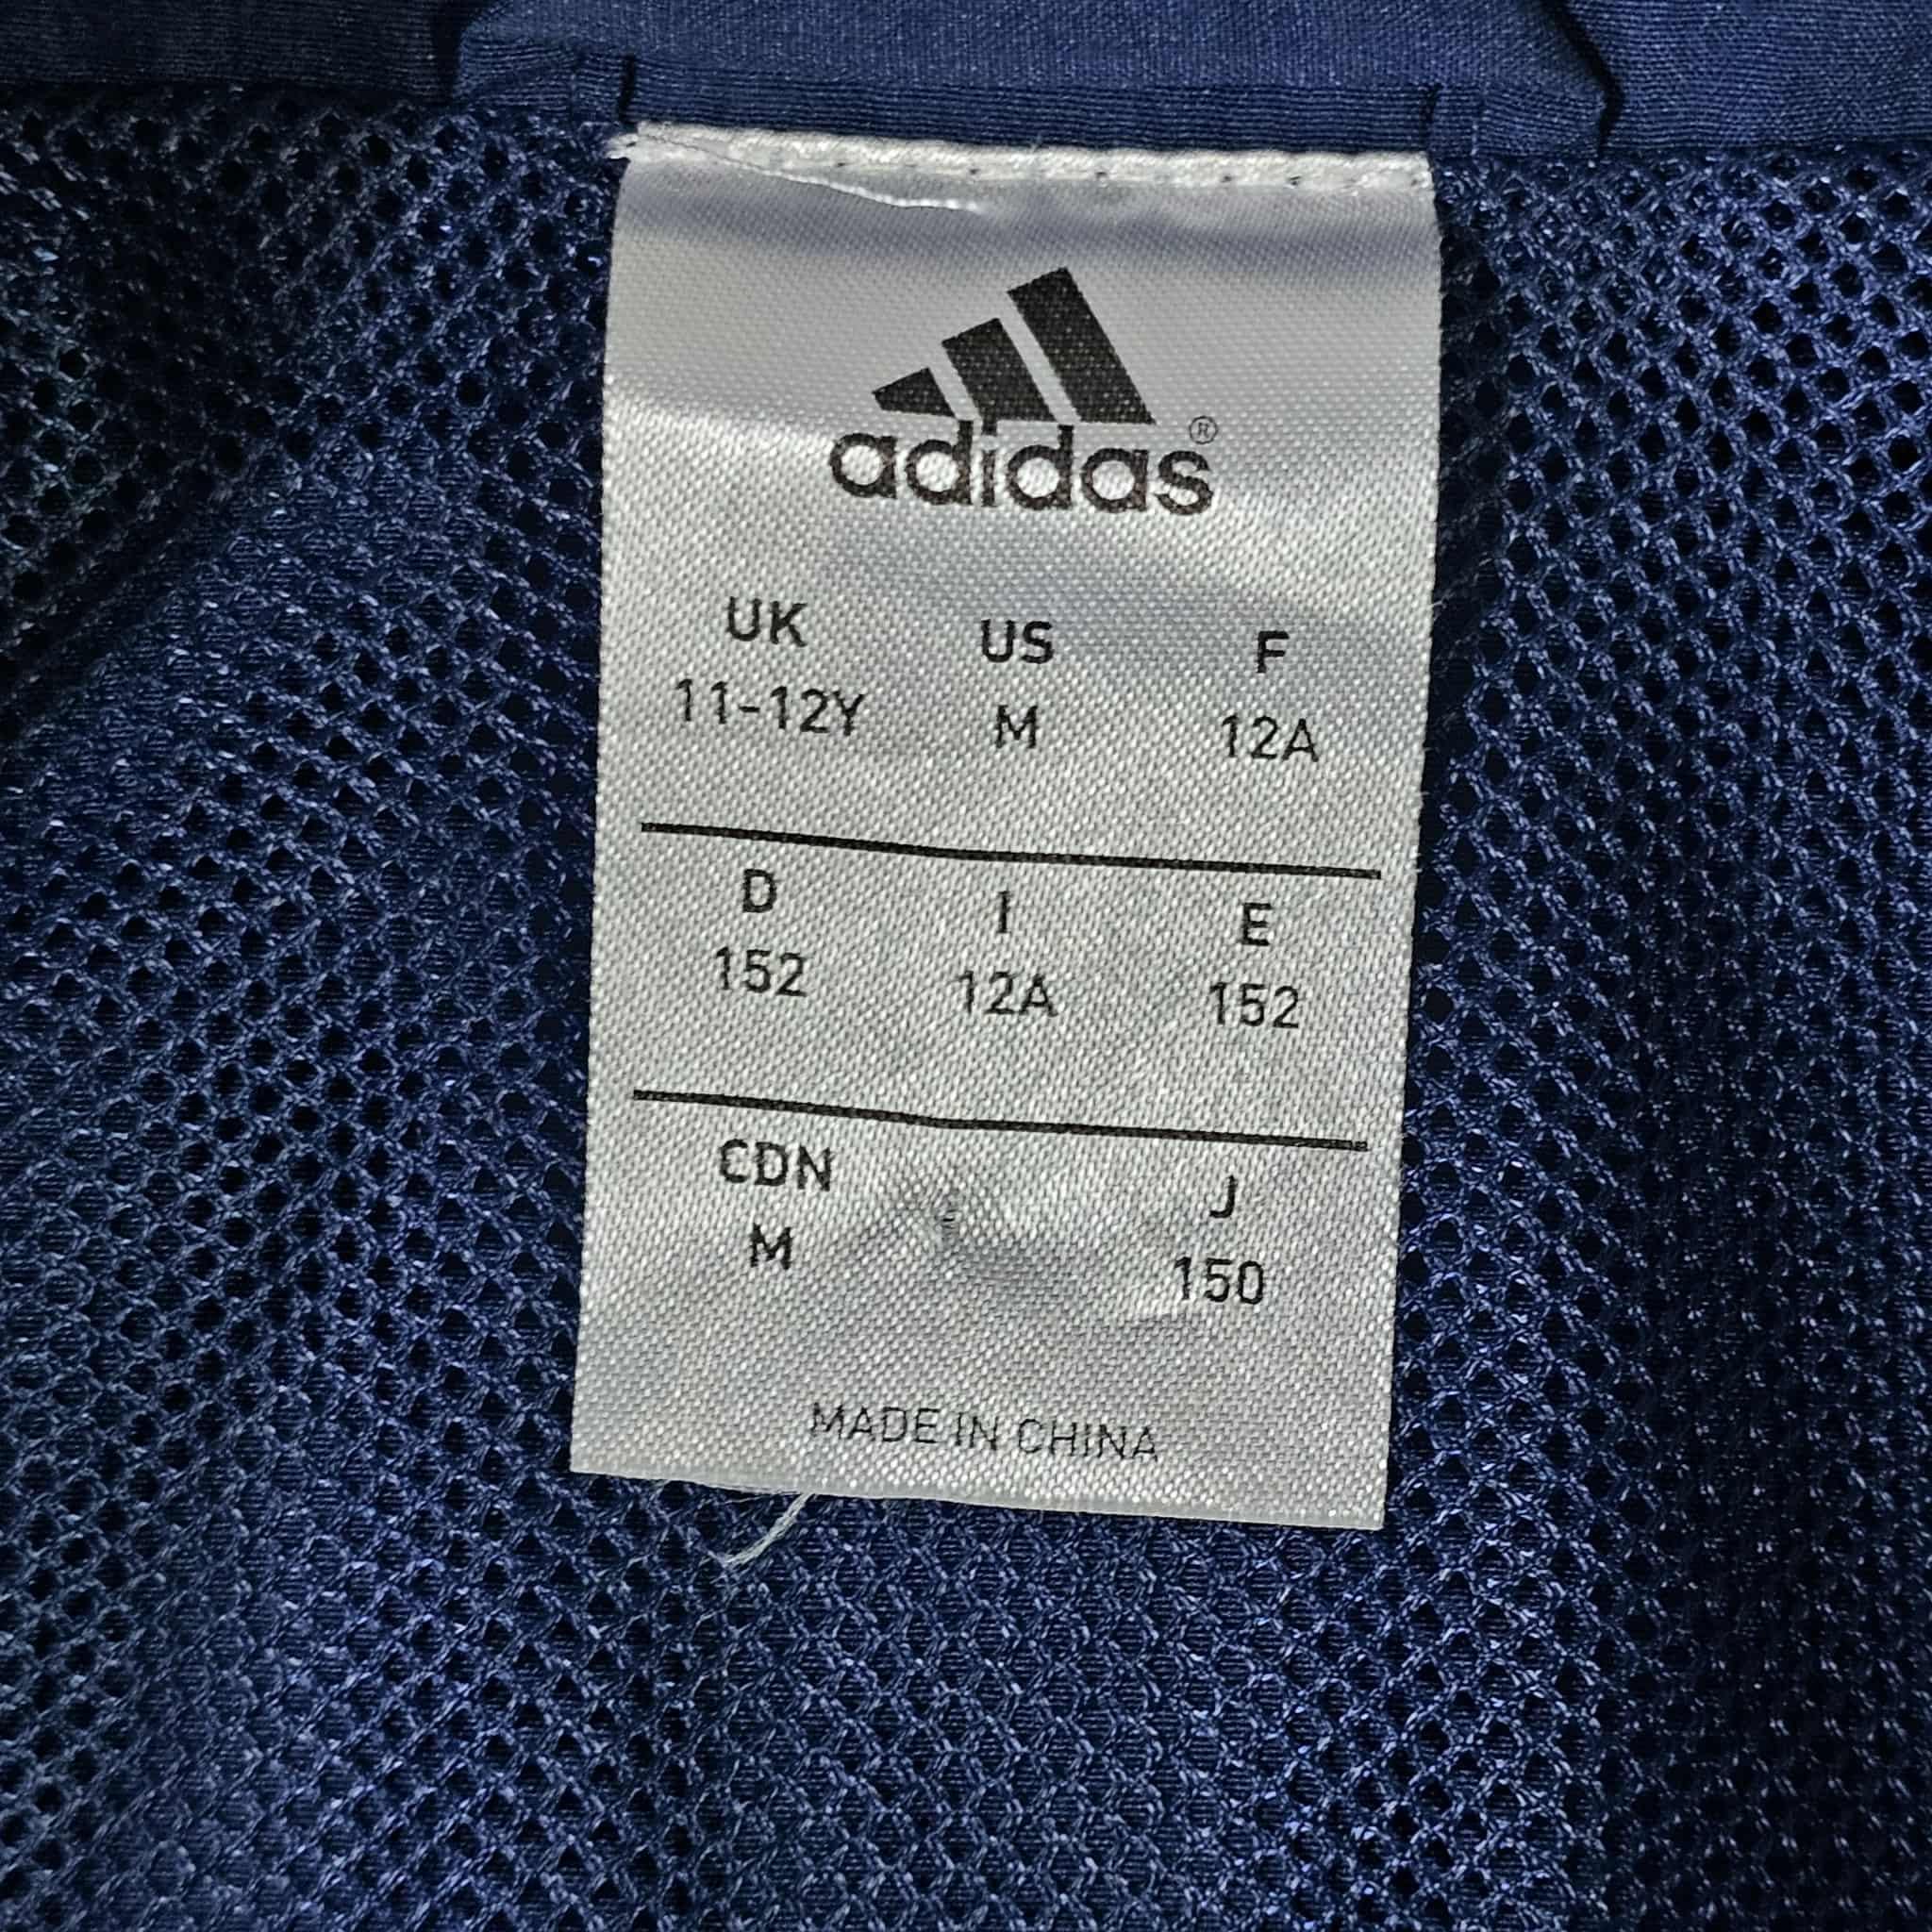 adidas®
UK US F
11-12Y M 12A
D I E
152 12A 152
CDN J
M 150
MADE IN CHINA